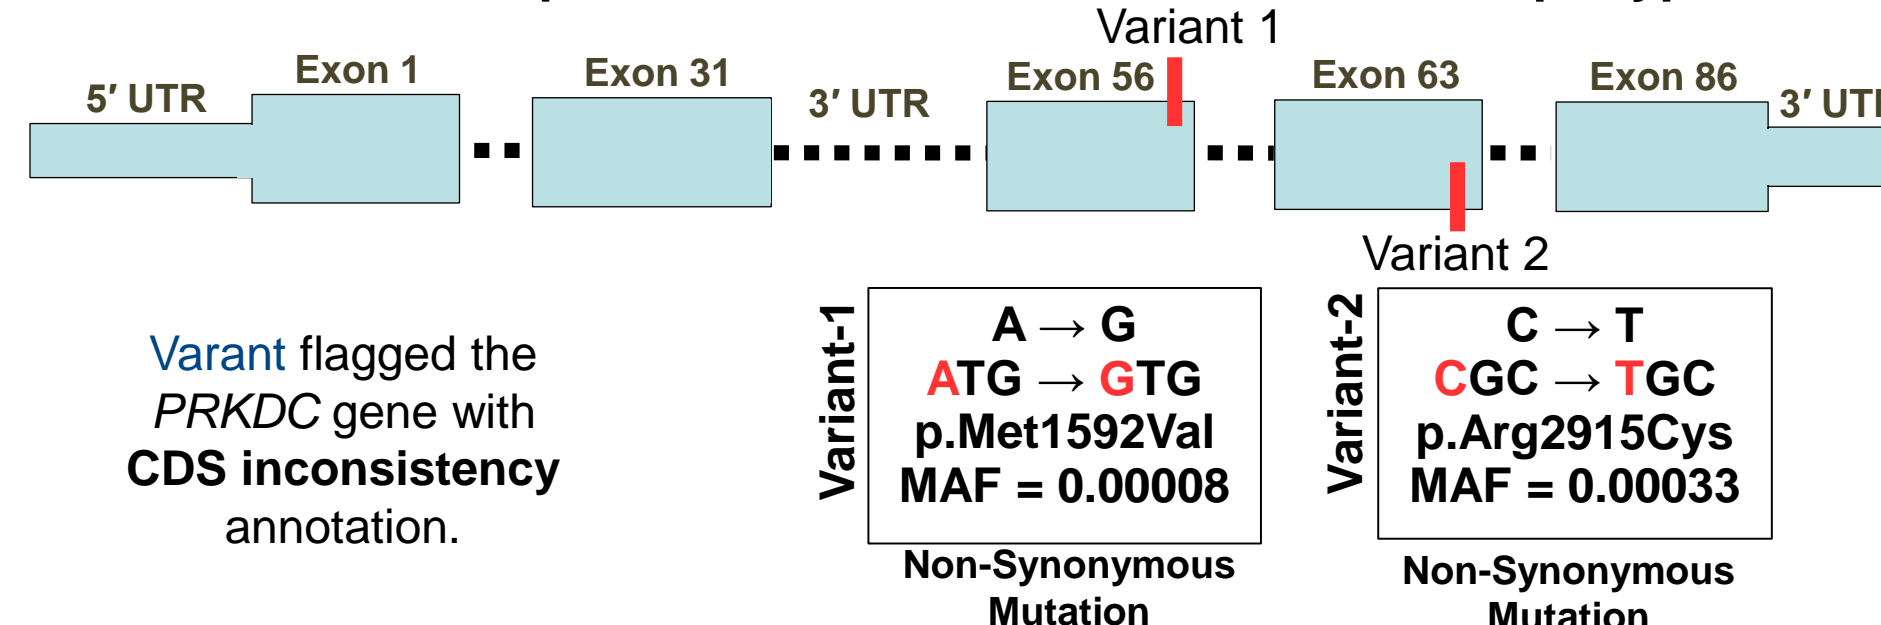 Variant 1
5′ UTR
Exon 1
Exon 31
3′ UTR
Exon 56
Exon 63
Exon 86
3′ UT
Variant 2
Varant flagged the
PRKDC gene with
CDS inconsistency
annotation.
Variant-1
A → G
ATG → GTG
p.Met1592Val
MAF = 0.00008
Non-Synonymous
Mutation
Variant-2
C → T
CGC → TGC
p.Arg2915Cys
MAF = 0.00033
Non-Synonymous
Mutation